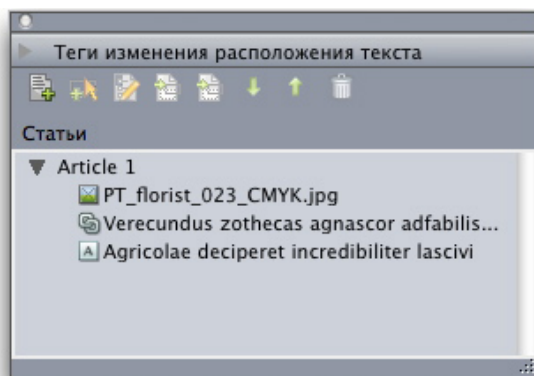 Теги изменения расположения текста
Статьи
Article 1
PT_florist_023_CMYK.jpg
Verecundus zothecas agnascor adfabilis...
A Agricolae deciperet incredibiliter lascivi